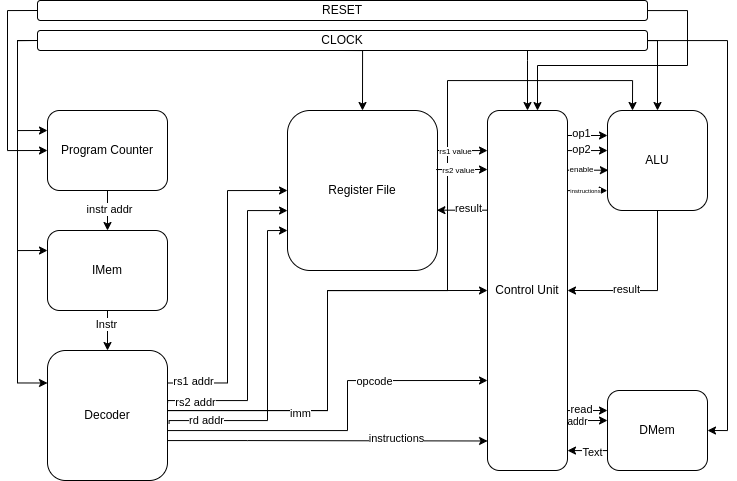 RESET
CLOCK
Program Counter
instr addr
IMem
Instr
Decoder
rs1 addr
rs2 addr
rd addr
imm
opcode
instructions
Register File
rs1 value
rs2 value
result
Control Unit
op1
op2
enable
instructions
ALU
result
read
addr
Text
DMem